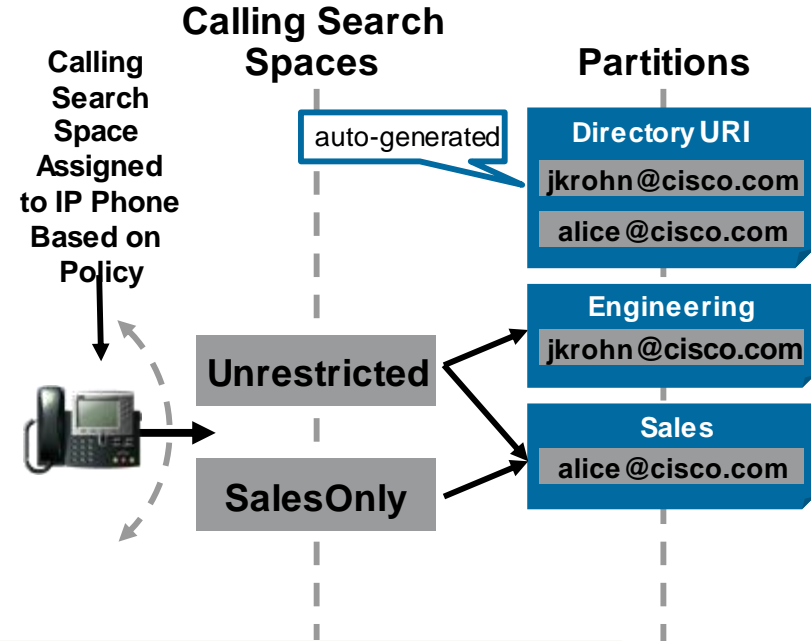 Calling Search
Spaces
Partitions
Calling
Search
Space
Assigned
to IP Phone
Based on
Policy
auto-generated
Directory URI
jkrohn@cisco.com
alice@cisco.com
Engineering
jkrohn@cisco.com
Unrestricted
Sales
alice@cisco.com
SalesOnly